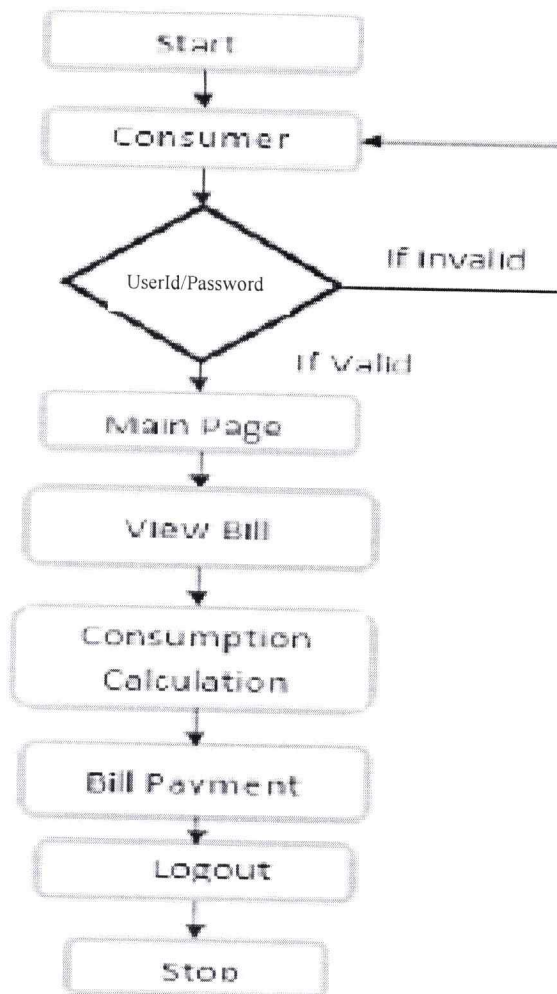 Start
Consumer
UserId/Password
If Invalid
If Valid
Main Page
View Bill
Consumption
Calculation
Bill Payment
Logout
Stop